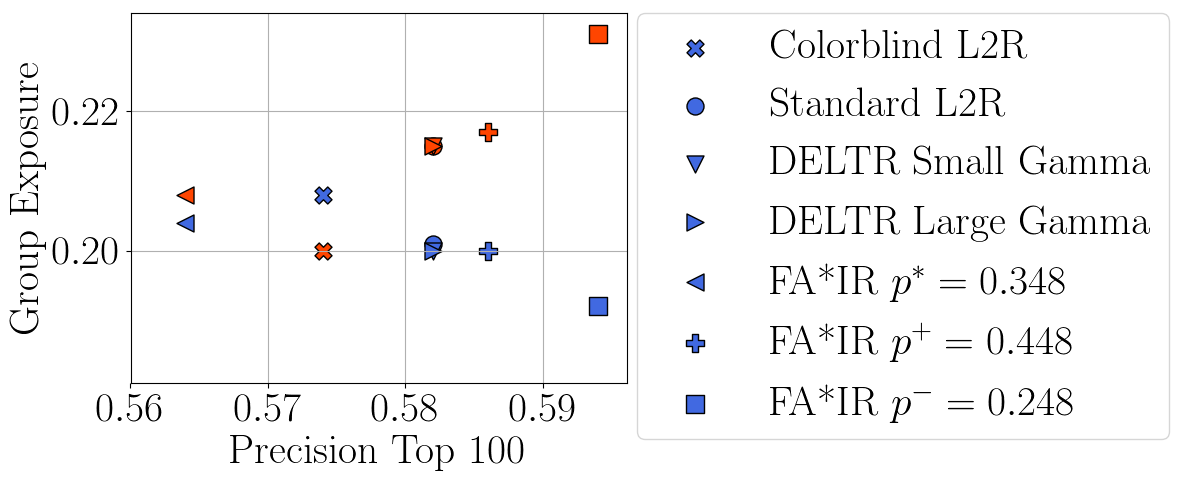 Group Exposure
0.22
0.20
0.56 0.57 0.58 0.59
Precision Top 100
Colorblind L2R
Standard L2R
DELTR Small Gamma
DELTR Large Gamma
FA*IR p* = 0.348
FA*IR p⁺ = 0.448
FA*IR p⁻ = 0.248